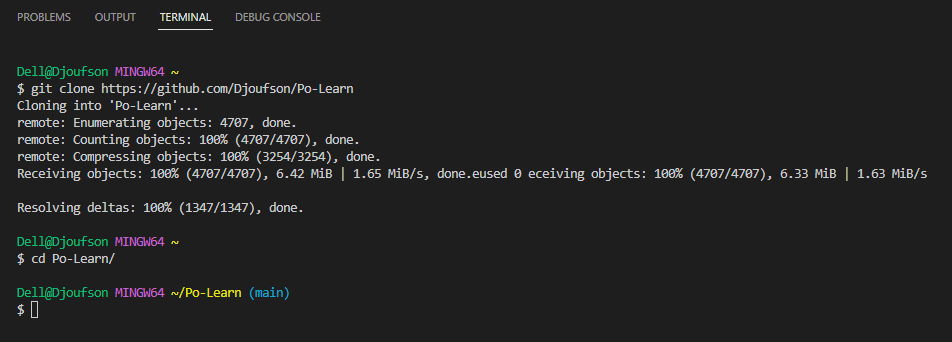 PROBLEMS OUTPUT TERMINAL DEBUG CONSOLE
Dell@Djoufson MINGW64 ~
$ git clone https://github.com/Djoufson/Po-Learn
Cloning into 'Po-Learn'...
remote: Enumerating objects: 4707, done.
remote: Counting objects: 100% (4707/4707), done.
remote: Compressing objects: 100% (3254/3254), done.
Receiving objects: 100% (4707/4707), 6.42 MiB | 1.65 MiB/s, done.eused 0 eceiving objects: 100% (4707/4707), 6.33 MiB | 1.63 MiB/s
Resolving deltas: 100% (1347/1347), done.
Dell@Djoufson MINGW64 ~
$ cd Po-Learn/
Dell@Djoufson MINGW64 ~/Po-Learn (main)
$